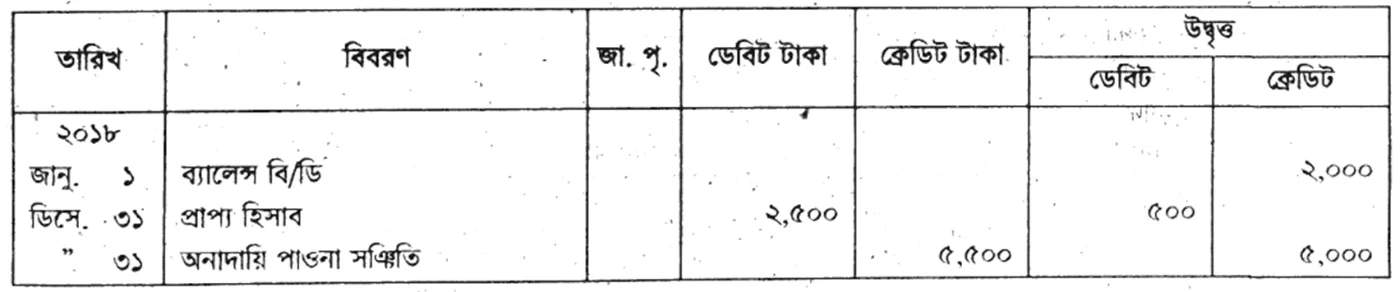 তারিখ বিবরণ জা. পৃ. ডেবিট টাকা ক্রেডিট টাকা উদ্বৃত্ত
ডেবিট ক্রেডিট
২০১৮
জানু. ১ ব্যালেন্স বি/ডি ২,০০০
ডিসে. ৩১ প্রাপ্য হিসাব ২,৫০০ ৫০০
” ৩১ অনাদায়ি পাওনা সঞ্চিতি ৫,৫০০ ৫,০০০